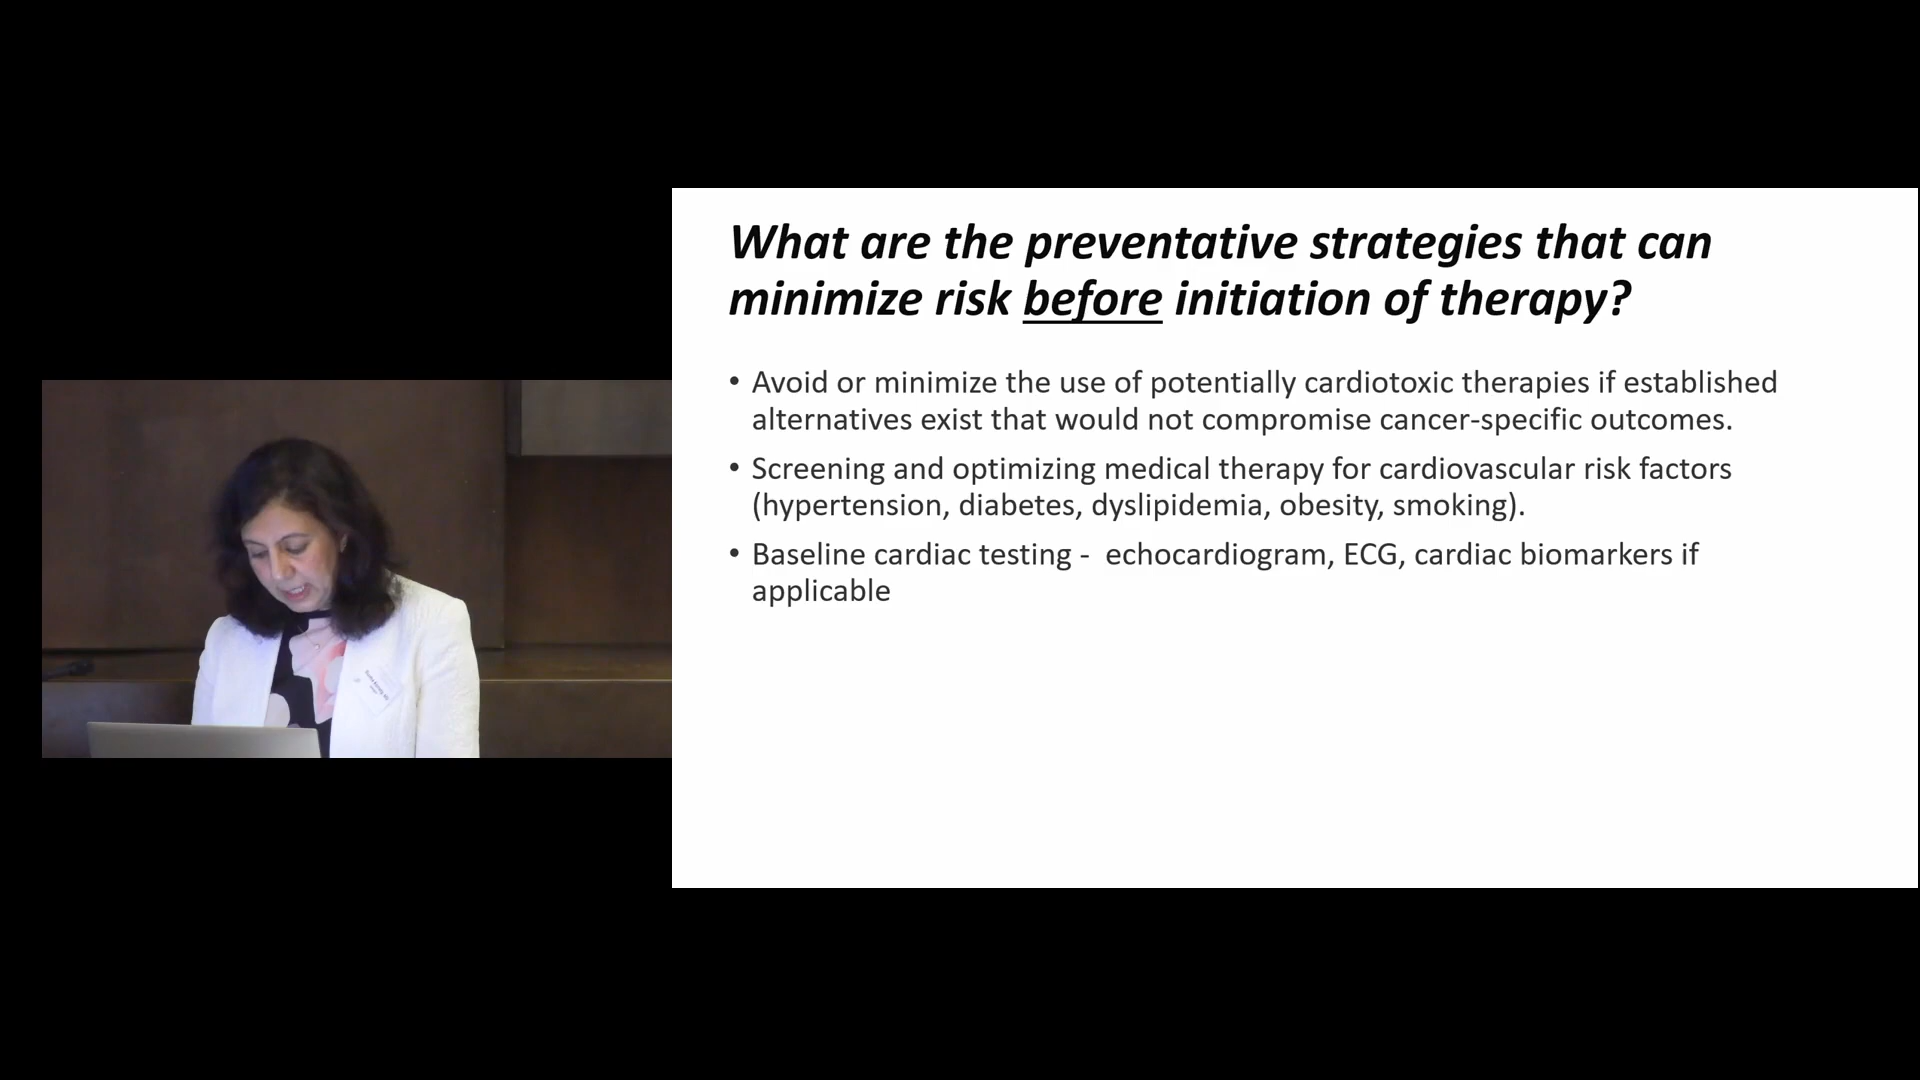 What are the preventative strategies that can
minimize risk before initiation of therapy?
• Avoid or minimize the use of potentially cardiotoxic therapies if established
alternatives exist that would not compromise cancer-specific outcomes.
• Screening and optimizing medical therapy for cardiovascular risk factors
(hypertension, diabetes, dyslipidemia, obesity, smoking).
• Baseline cardiac testing -  echocardiogram, ECG, cardiac biomarkers if
applicable